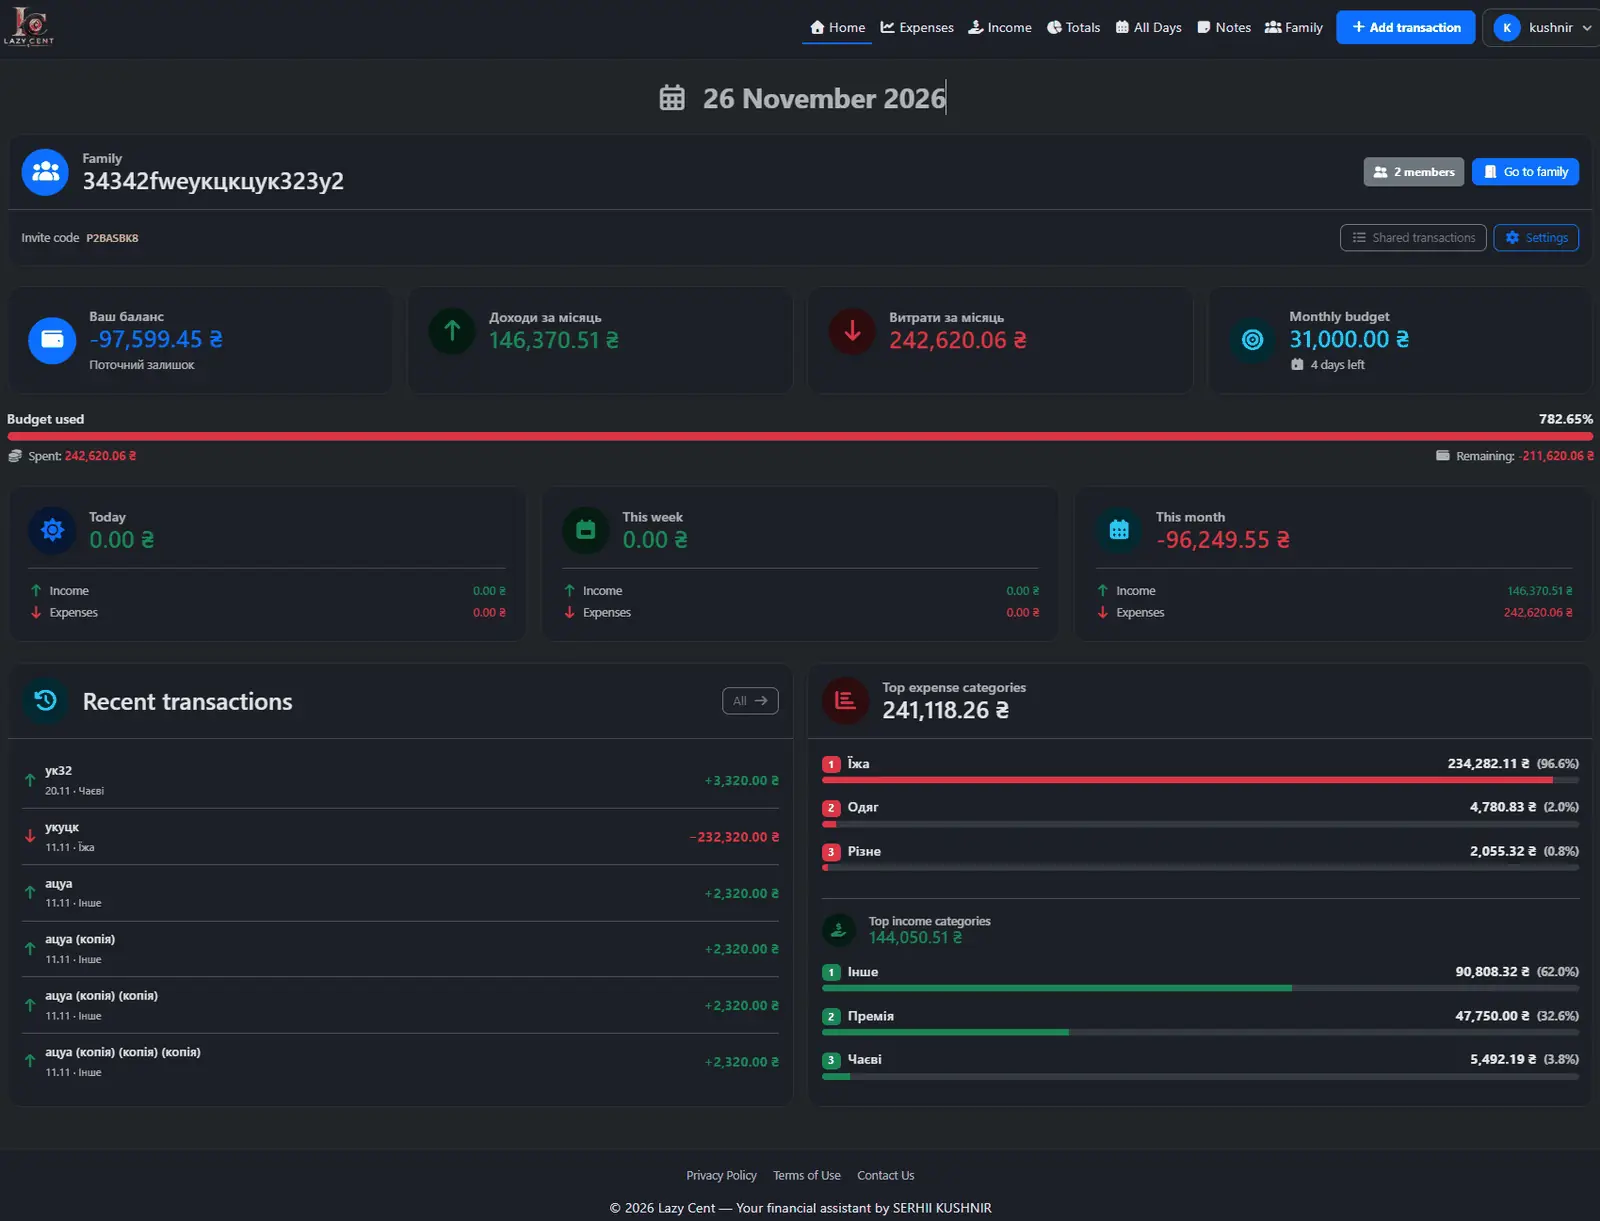 LAZY CENT
Home Expenses Income Totals All Days Notes Family + Add transaction K kushnir
26 November 2026
Family
34342fweукцкцук323у2
2 members Go to family
Invite code P2BASBK8
Shared transactions Settings
Ваш баланс
-97,599.45 ₴
Поточний залишок
Доходи за місяць
146,370.51 ₴
Витрати за місяць
242,620.06 ₴
Monthly budget
31,000.00 ₴
4 days left
Budget used 782.65%
Spent: 242,620.06 ₴ Remaining: -211,620.06 ₴
Today
0.00 ₴
Income 0.00 ₴
Expenses 0.00 ₴
This week
0.00 ₴
Income 0.00 ₴
Expenses 0.00 ₴
This month
-96,249.55 ₴
Income 146,370.51 ₴
Expenses 242,620.06 ₴
Recent transactions All →
ук32
20.11 · Чаєві
+3,320.00 ₴
укуцк
11.11 · Їжа
−232,320.00 ₴
ацуа
11.11 · Інше
+2,320.00 ₴
ацуа (копія)
11.11 · Інше
+2,320.00 ₴
ацуа (копія) (копія)
11.11 · Інше
+2,320.00 ₴
ацуа (копія) (копія) (копія)
11.11 · Інше
+2,320.00 ₴
Top expense categories
241,118.26 ₴
1 Їжа 234,282.11 ₴ (96.6%)
2 Одяг 4,780.83 ₴ (2.0%)
3 Різне 2,055.32 ₴ (0.8%)
Top income categories
144,050.51 ₴
1 Інше 90,808.32 ₴ (62.0%)
2 Премія 47,750.00 ₴ (32.6%)
3 Чаєві 5,492.19 ₴ (3.8%)
Privacy Policy Terms of Use Contact Us
© 2026 Lazy Cent — Your financial assistant by SERHII KUSHNIR